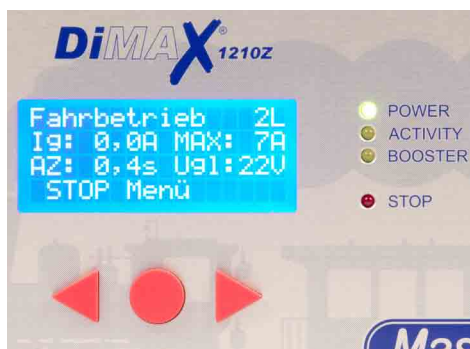 DiMAX® 1210Z
Fahrbetrieb 2L
Ig: 0,0A MAX: 7A
AZ: 0,4s Ugl:22V
STOP Menü
POWER
ACTIVITY
BOOSTER
STOP